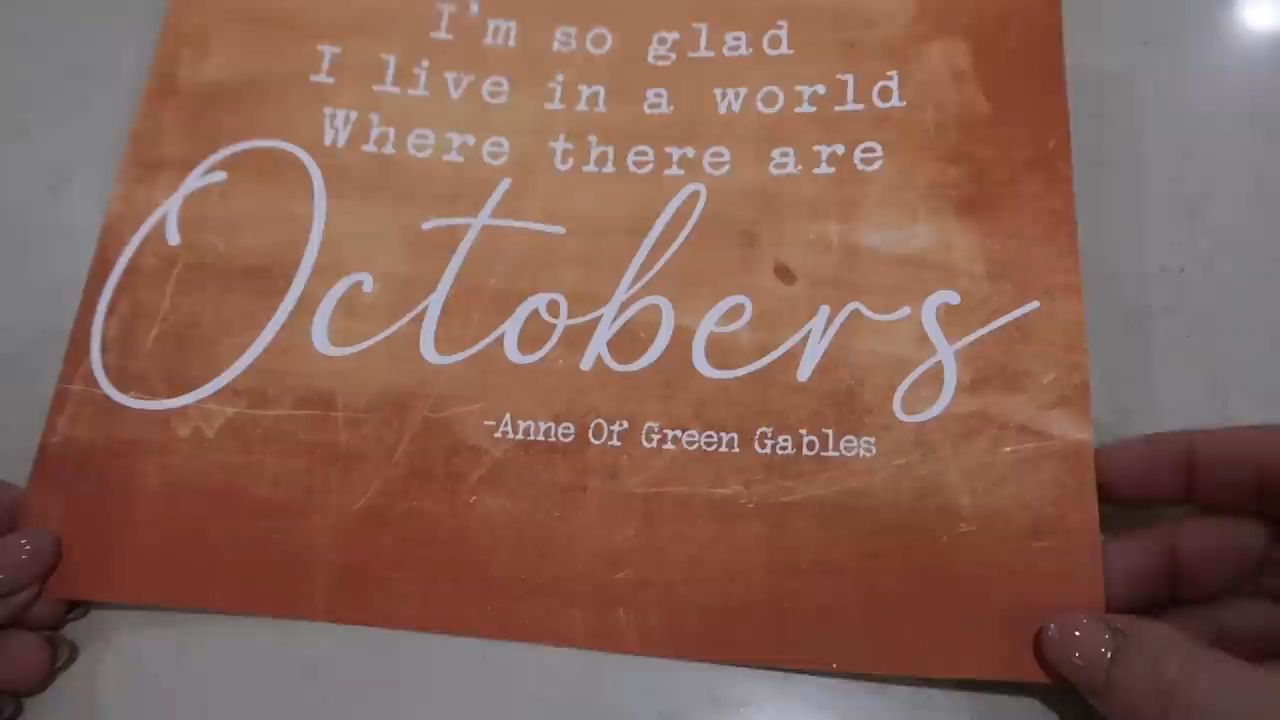 I'm so glad
I live in a world
Where there are
Octobers
-Anne Of Green Gables